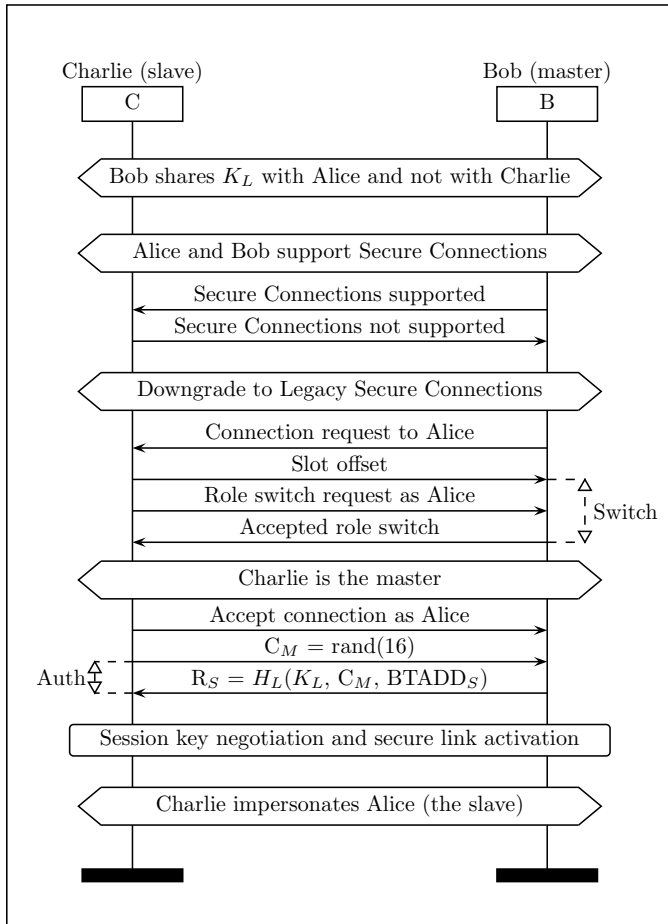 Charlie (slave) Bob (master)
C B
Bob shares K_L with Alice and not with Charlie
Alice and Bob support Secure Connections
Secure Connections supported
Secure Connections not supported
Downgrade to Legacy Secure Connections
Connection request to Alice
Slot offset
Role switch request as Alice
Switch
Accepted role switch
Charlie is the master
Accept connection as Alice
C_M = rand(16)
Auth
R_S = H_L(K_L, C_M, BTADD_S)
Session key negotiation and secure link activation
Charlie impersonates Alice (the slave)